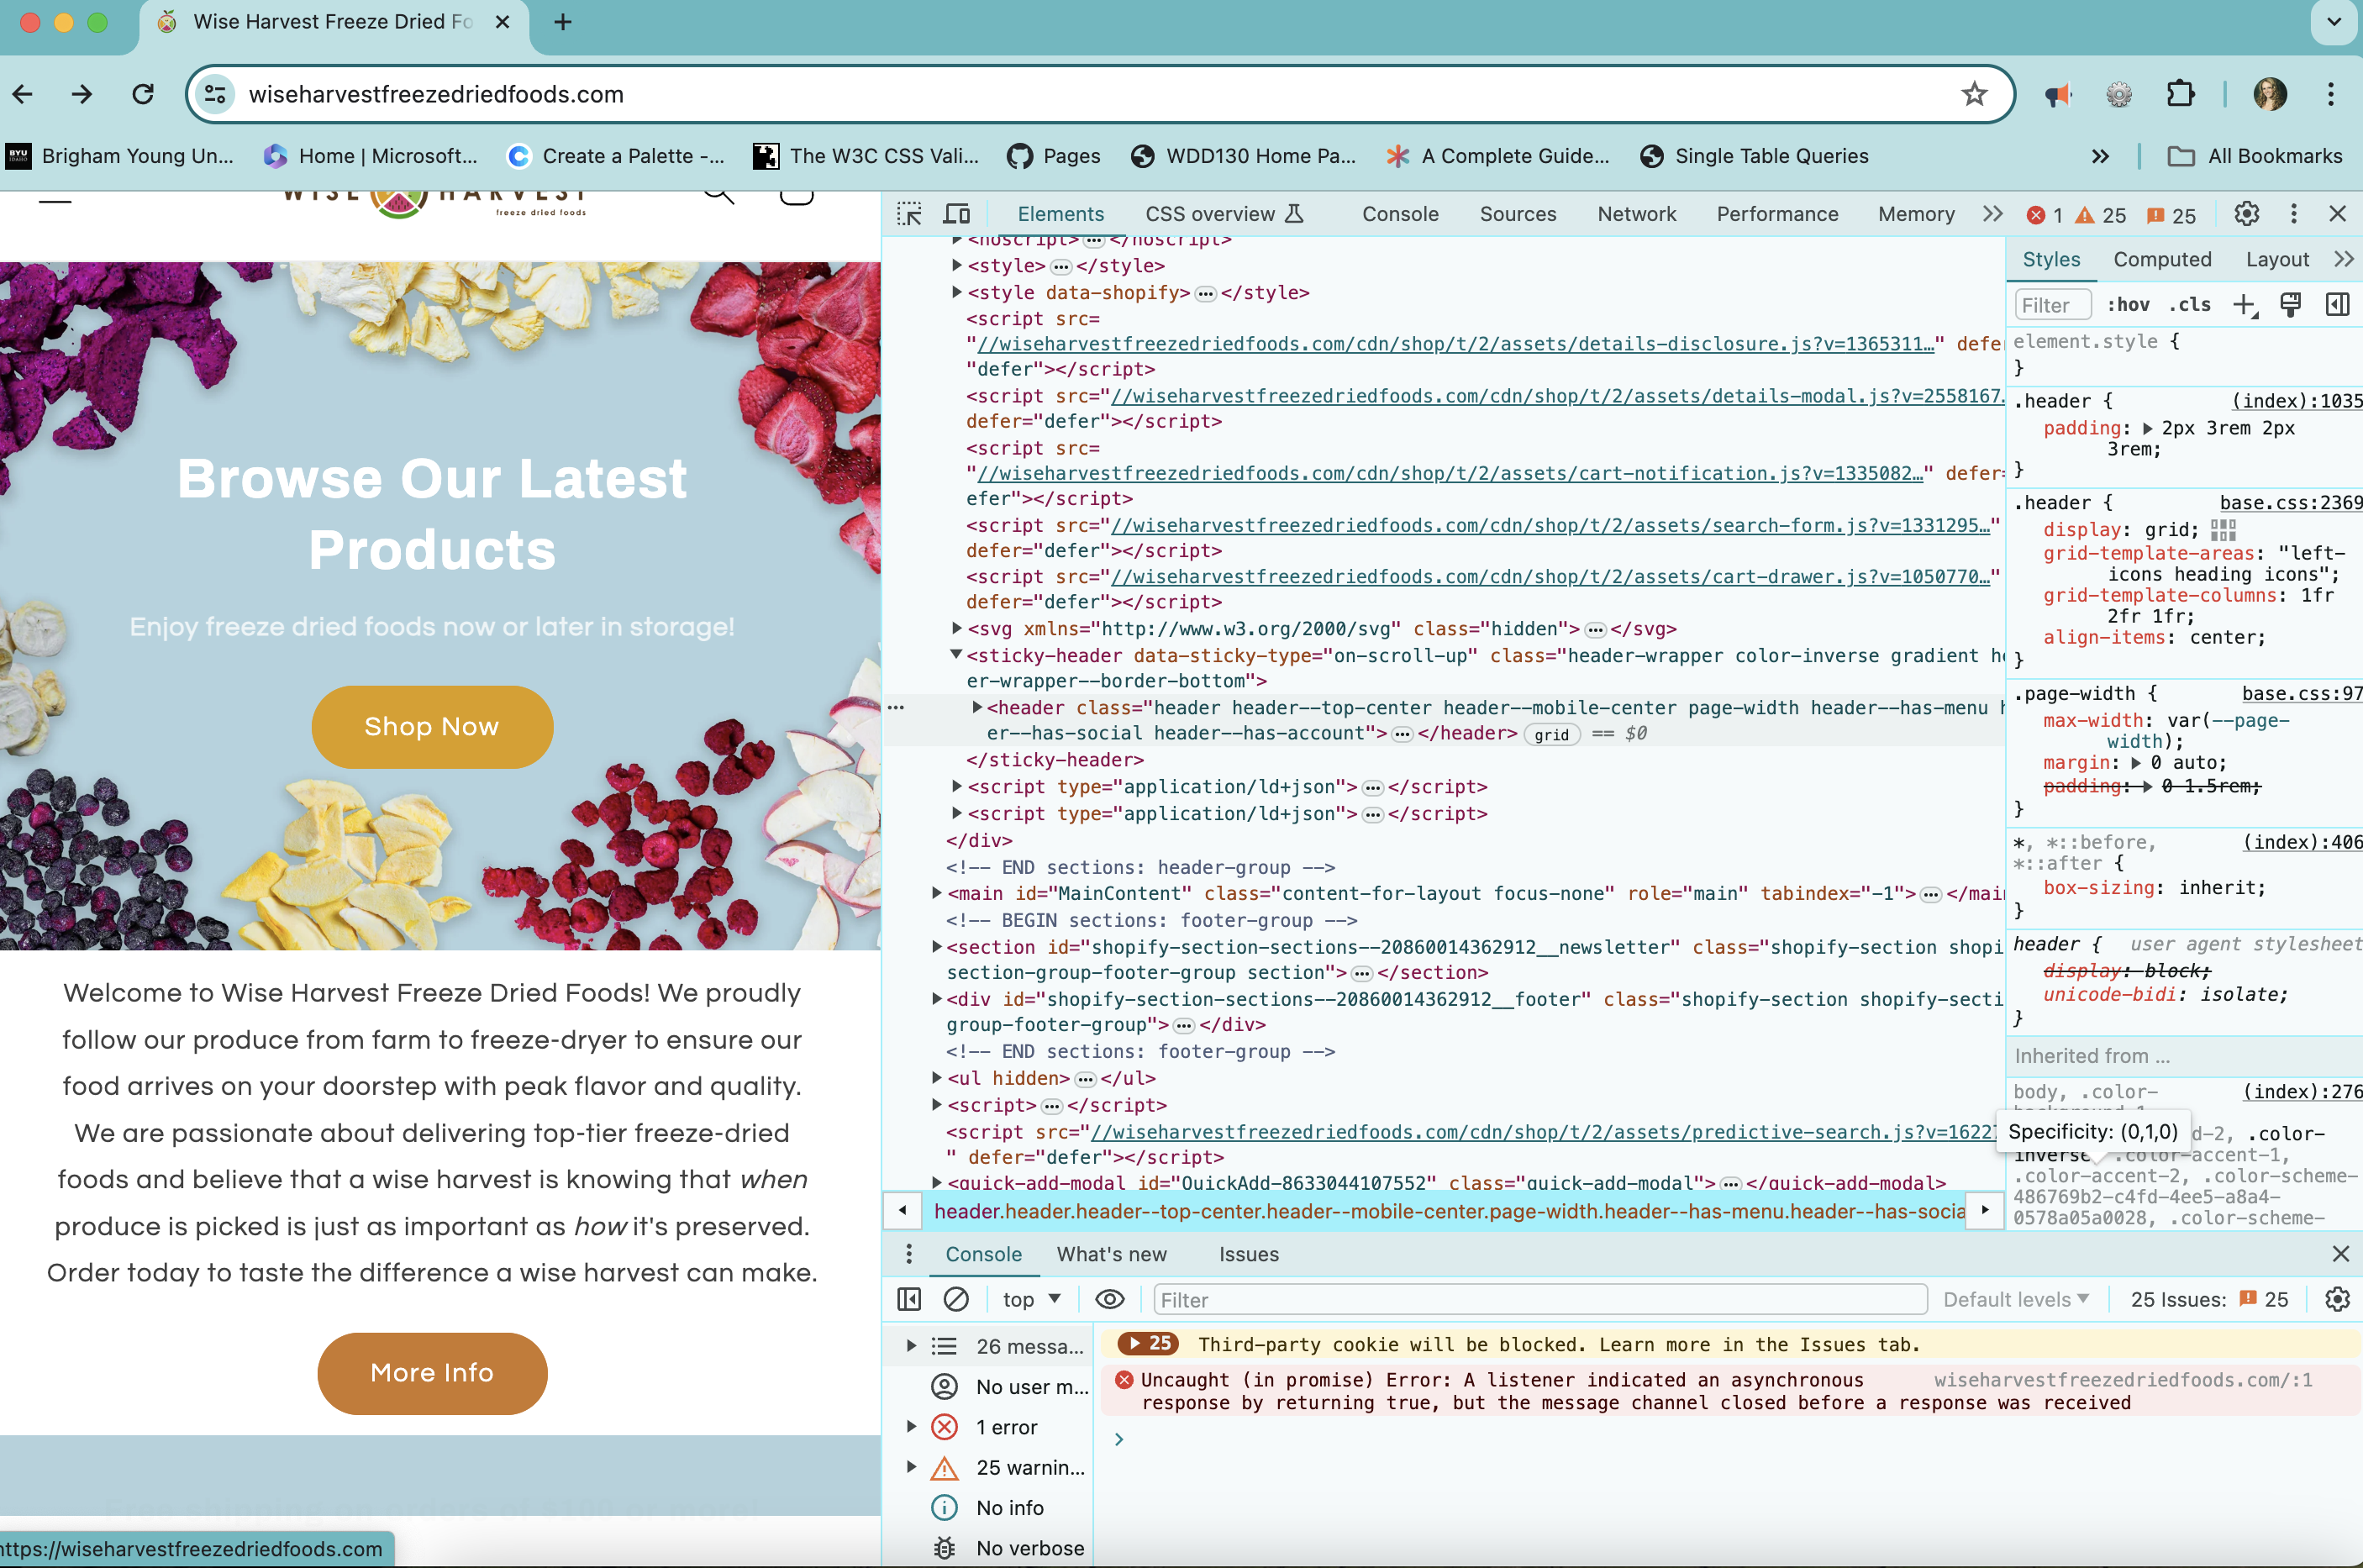 Wise Harvest Freeze Dried Fo
wiseharvestfreezedriedfoods.com
BYU IDAHO Brigham Young Un... Home | Microsoft... Create a Palette -... The W3C CSS Vali... Pages WDD130 Home Pa... A Complete Guide... Single Table Queries All Bookmarks
WISE HARVEST
freeze dried foods
Browse Our Latest
Products
Enjoy freeze dried foods now or later in storage!
Shop Now
Welcome to Wise Harvest Freeze Dried Foods! We proudly
follow our produce from farm to freeze-dryer to ensure our
food arrives on your doorstep with peak flavor and quality.
We are passionate about delivering top-tier freeze-dried
foods and believe that a wise harvest is knowing that when
produce is picked is just as important as how it's preserved.
Order today to taste the difference a wise harvest can make.
More Info
Free shipping on orders of $100 or more!
https://wiseharvestfreezedriedfoods.com
Elements CSS overview Console Sources Network Performance Memory 1 25 25
<noscript> ... </noscript>
<style> ... </style>
<style data-shopify> ... </style>
<script src=
"//wiseharvestfreezedriedfoods.com/cdn/shop/t/2/assets/details-disclosure.js?v=1365311…" defe
"defer"></script>
<script src="//wiseharvestfreezedriedfoods.com/cdn/shop/t/2/assets/details-modal.js?v=2558167…
defer="defer"></script>
<script src=
"//wiseharvestfreezedriedfoods.com/cdn/shop/t/2/assets/cart-notification.js?v=1335082…" defer=
efer"></script>
<script src="//wiseharvestfreezedriedfoods.com/cdn/shop/t/2/assets/search-form.js?v=1331295…"
defer="defer"></script>
<script src="//wiseharvestfreezedriedfoods.com/cdn/shop/t/2/assets/cart-drawer.js?v=1050770…"
defer="defer"></script>
<svg xmlns="http://www.w3.org/2000/svg" class="hidden"> ... </svg>
<sticky-header data-sticky-type="on-scroll-up" class="header-wrapper color-inverse gradient he
er-wrapper--border-bottom">
... <header class="header header--top-center header--mobile-center page-width header--has-menu h
er--has-social header--has-account"> ... </header> grid == $0
</sticky-header>
<script type="application/ld+json"> ... </script>
<script type="application/ld+json"> ... </script>
</div>
<!-- END sections: header-group -->
<main id="MainContent" class="content-for-layout focus-none" role="main" tabindex="-1"> ... </mai
<!-- BEGIN sections: footer-group -->
<section id="shopify-section-sections--20860014362912__newsletter" class="shopify-section shopi
section-group-footer-group section"> ... </section>
<div id="shopify-section-sections--20860014362912__footer" class="shopify-section shopify-secti
group-footer-group"> ... </div>
<!-- END sections: footer-group -->
<ul hidden> ... </ul>
<script> ... </script>
<script src="//wiseharvestfreezedriedfoods.com/cdn/shop/t/2/assets/predictive-search.js?v=1622
" defer="defer"></script>
<quick-add-modal id="QuickAdd-8633044107552" class="quick-add-modal"> ... </quick-add-modal>
header.header.header--top-center.header--mobile-center.page-width.header--has-menu.header--has-socia
Styles Computed Layout
Filter :hov .cls
element.style {
}
.header { (index):1035
padding: 2px 3rem 2px
3rem;
}
.header { base.css:2369
display: grid;
grid-template-areas: "left-
icons heading icons";
grid-template-columns: 1fr
2fr 1fr;
align-items: center;
}
.page-width { base.css:97
max-width: var(--page-
width);
margin: 0 auto;
padding: 0 1.5rem;
}
*, *::before, (index):406
*::after {
box-sizing: inherit;
}
header { user agent stylesheet
display: block;
unicode-bidi: isolate;
}
Inherited from ...
body, .color- (index):276
Specificity: (0,1,0)
d-2, .color-
inverse, .color-accent-1,
.color-accent-2, .color-scheme-
486769b2-c4fd-4ee5-a8a4-
0578a05a0028, .color-scheme-
Console What's new Issues
top Filter Default levels 25 Issues: 25
26 messa...
No user m...
1 error
25 warnin...
No info
No verbose
25 Third-party cookie will be blocked. Learn more in the Issues tab.
Uncaught (in promise) Error: A listener indicated an asynchronous wiseharvestfreezedriedfoods.com/:1
response by returning true, but the message channel closed before a response was received